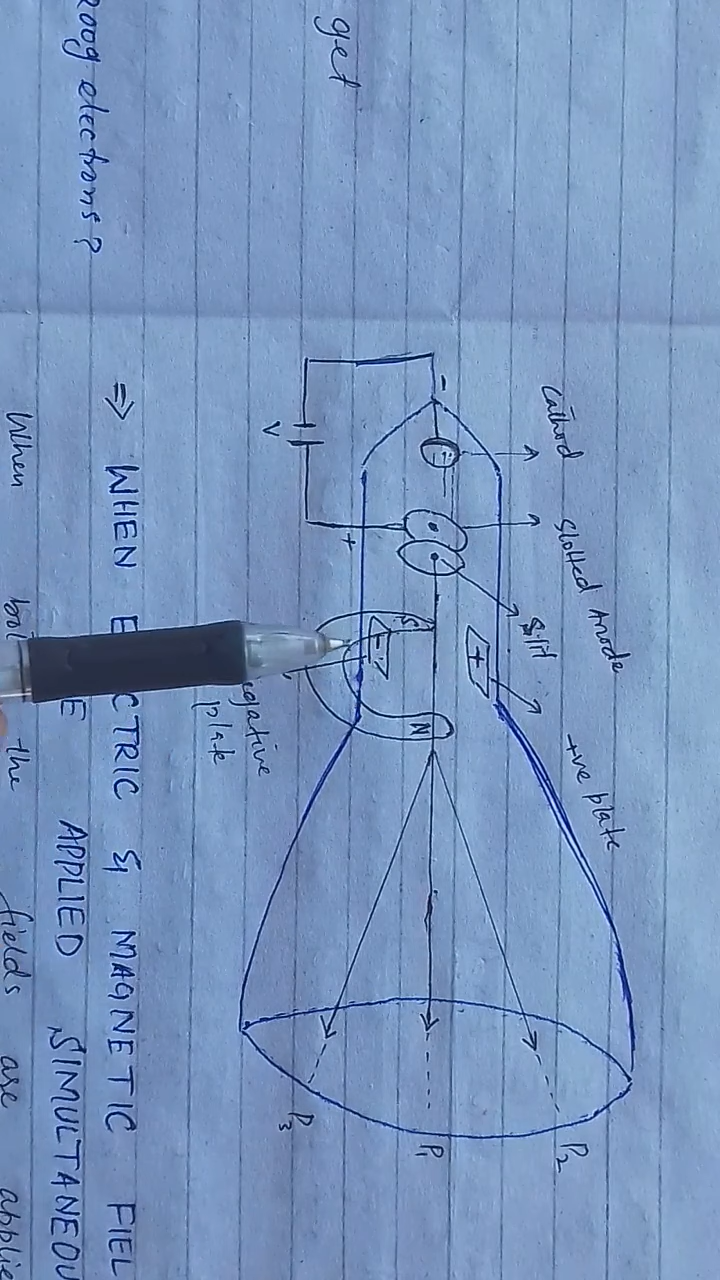 Cathod
Slotted Anode
+ve plate
Slit
P2
+
-
P1
S
N
-
+
get
V
P3
egative
plate
⇒ WHEN E CTRIC & MAGNETIC FIEL
electrons?
E APPLIED SIMULTANEOU
When bot the fields are applie